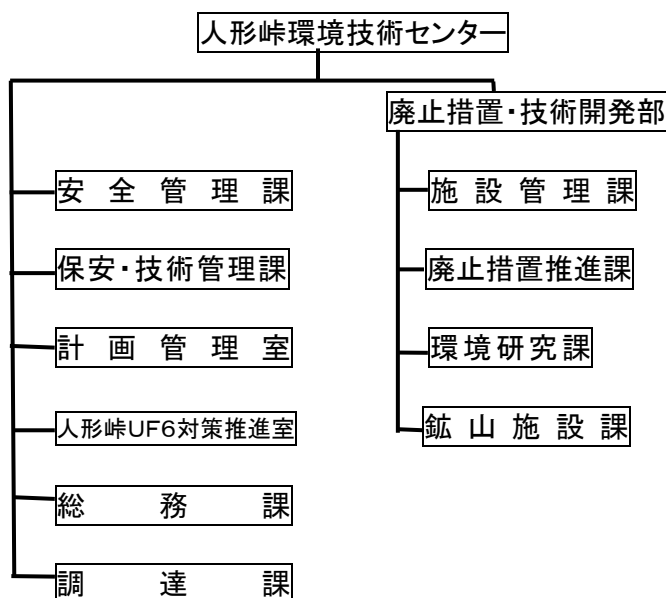 人形峠環境技術センター
廃止措置・技術開発部
安全管理課
保安・技術管理課
計画管理室
人形峠UF6対策推進室
総務課
調達課
施設管理課
廃止措置推進課
環境研究課
鉱山施設課